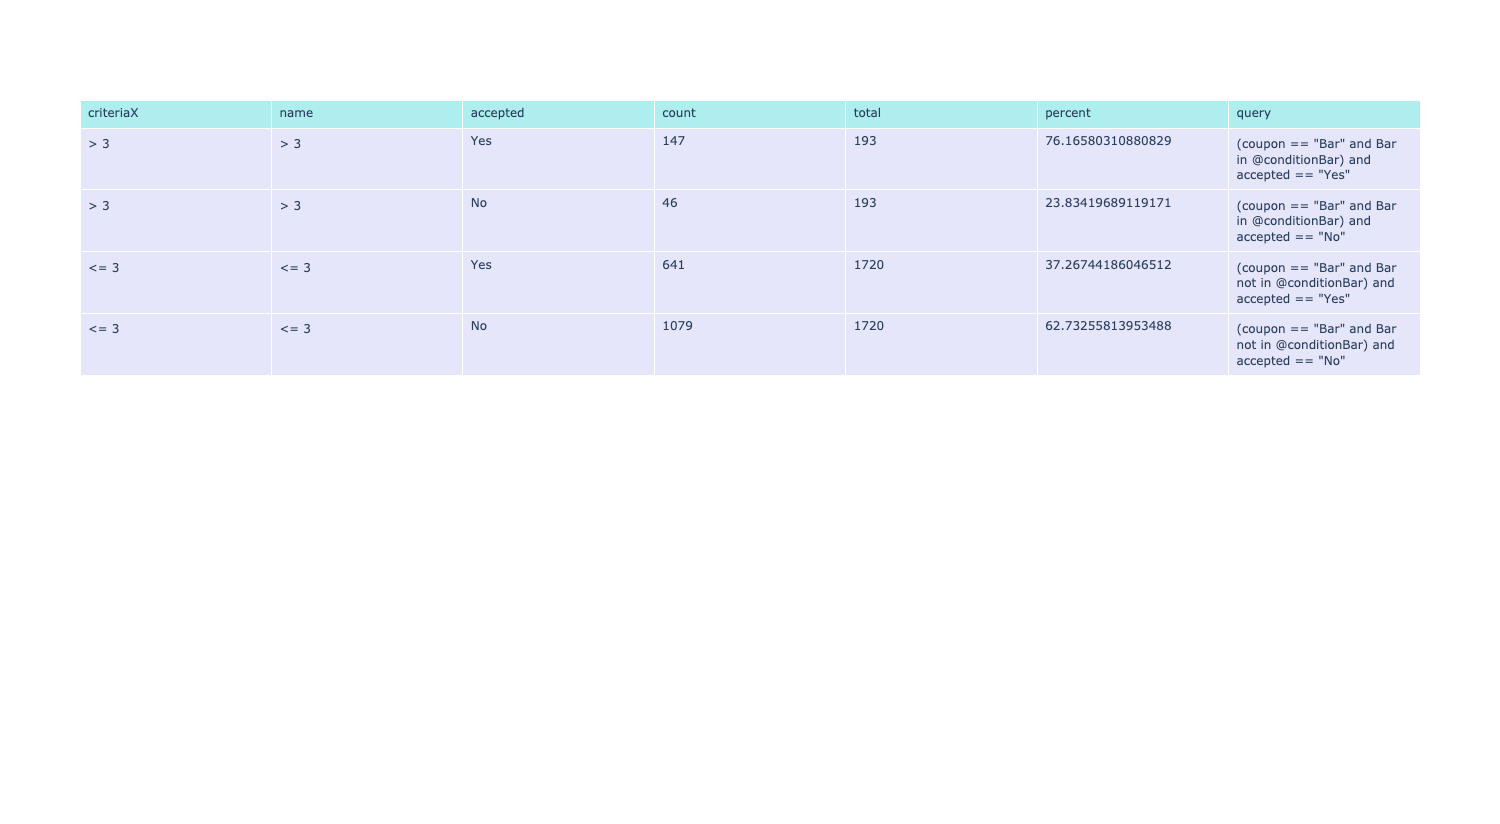 criteriaX name accepted count total percent query
> 3 > 3 Yes 147 193 76.16580310880829 (coupon == "Bar" and Bar
in @conditionBar) and
accepted == "Yes"
> 3 > 3 No 46 193 23.83419689119171 (coupon == "Bar" and Bar
in @conditionBar) and
accepted == "No"
<= 3 <= 3 Yes 641 1720 37.26744186046512 (coupon == "Bar" and Bar
not in @conditionBar) and
accepted == "Yes"
<= 3 <= 3 No 1079 1720 62.73255813953488 (coupon == "Bar" and Bar
not in @conditionBar) and
accepted == "No"